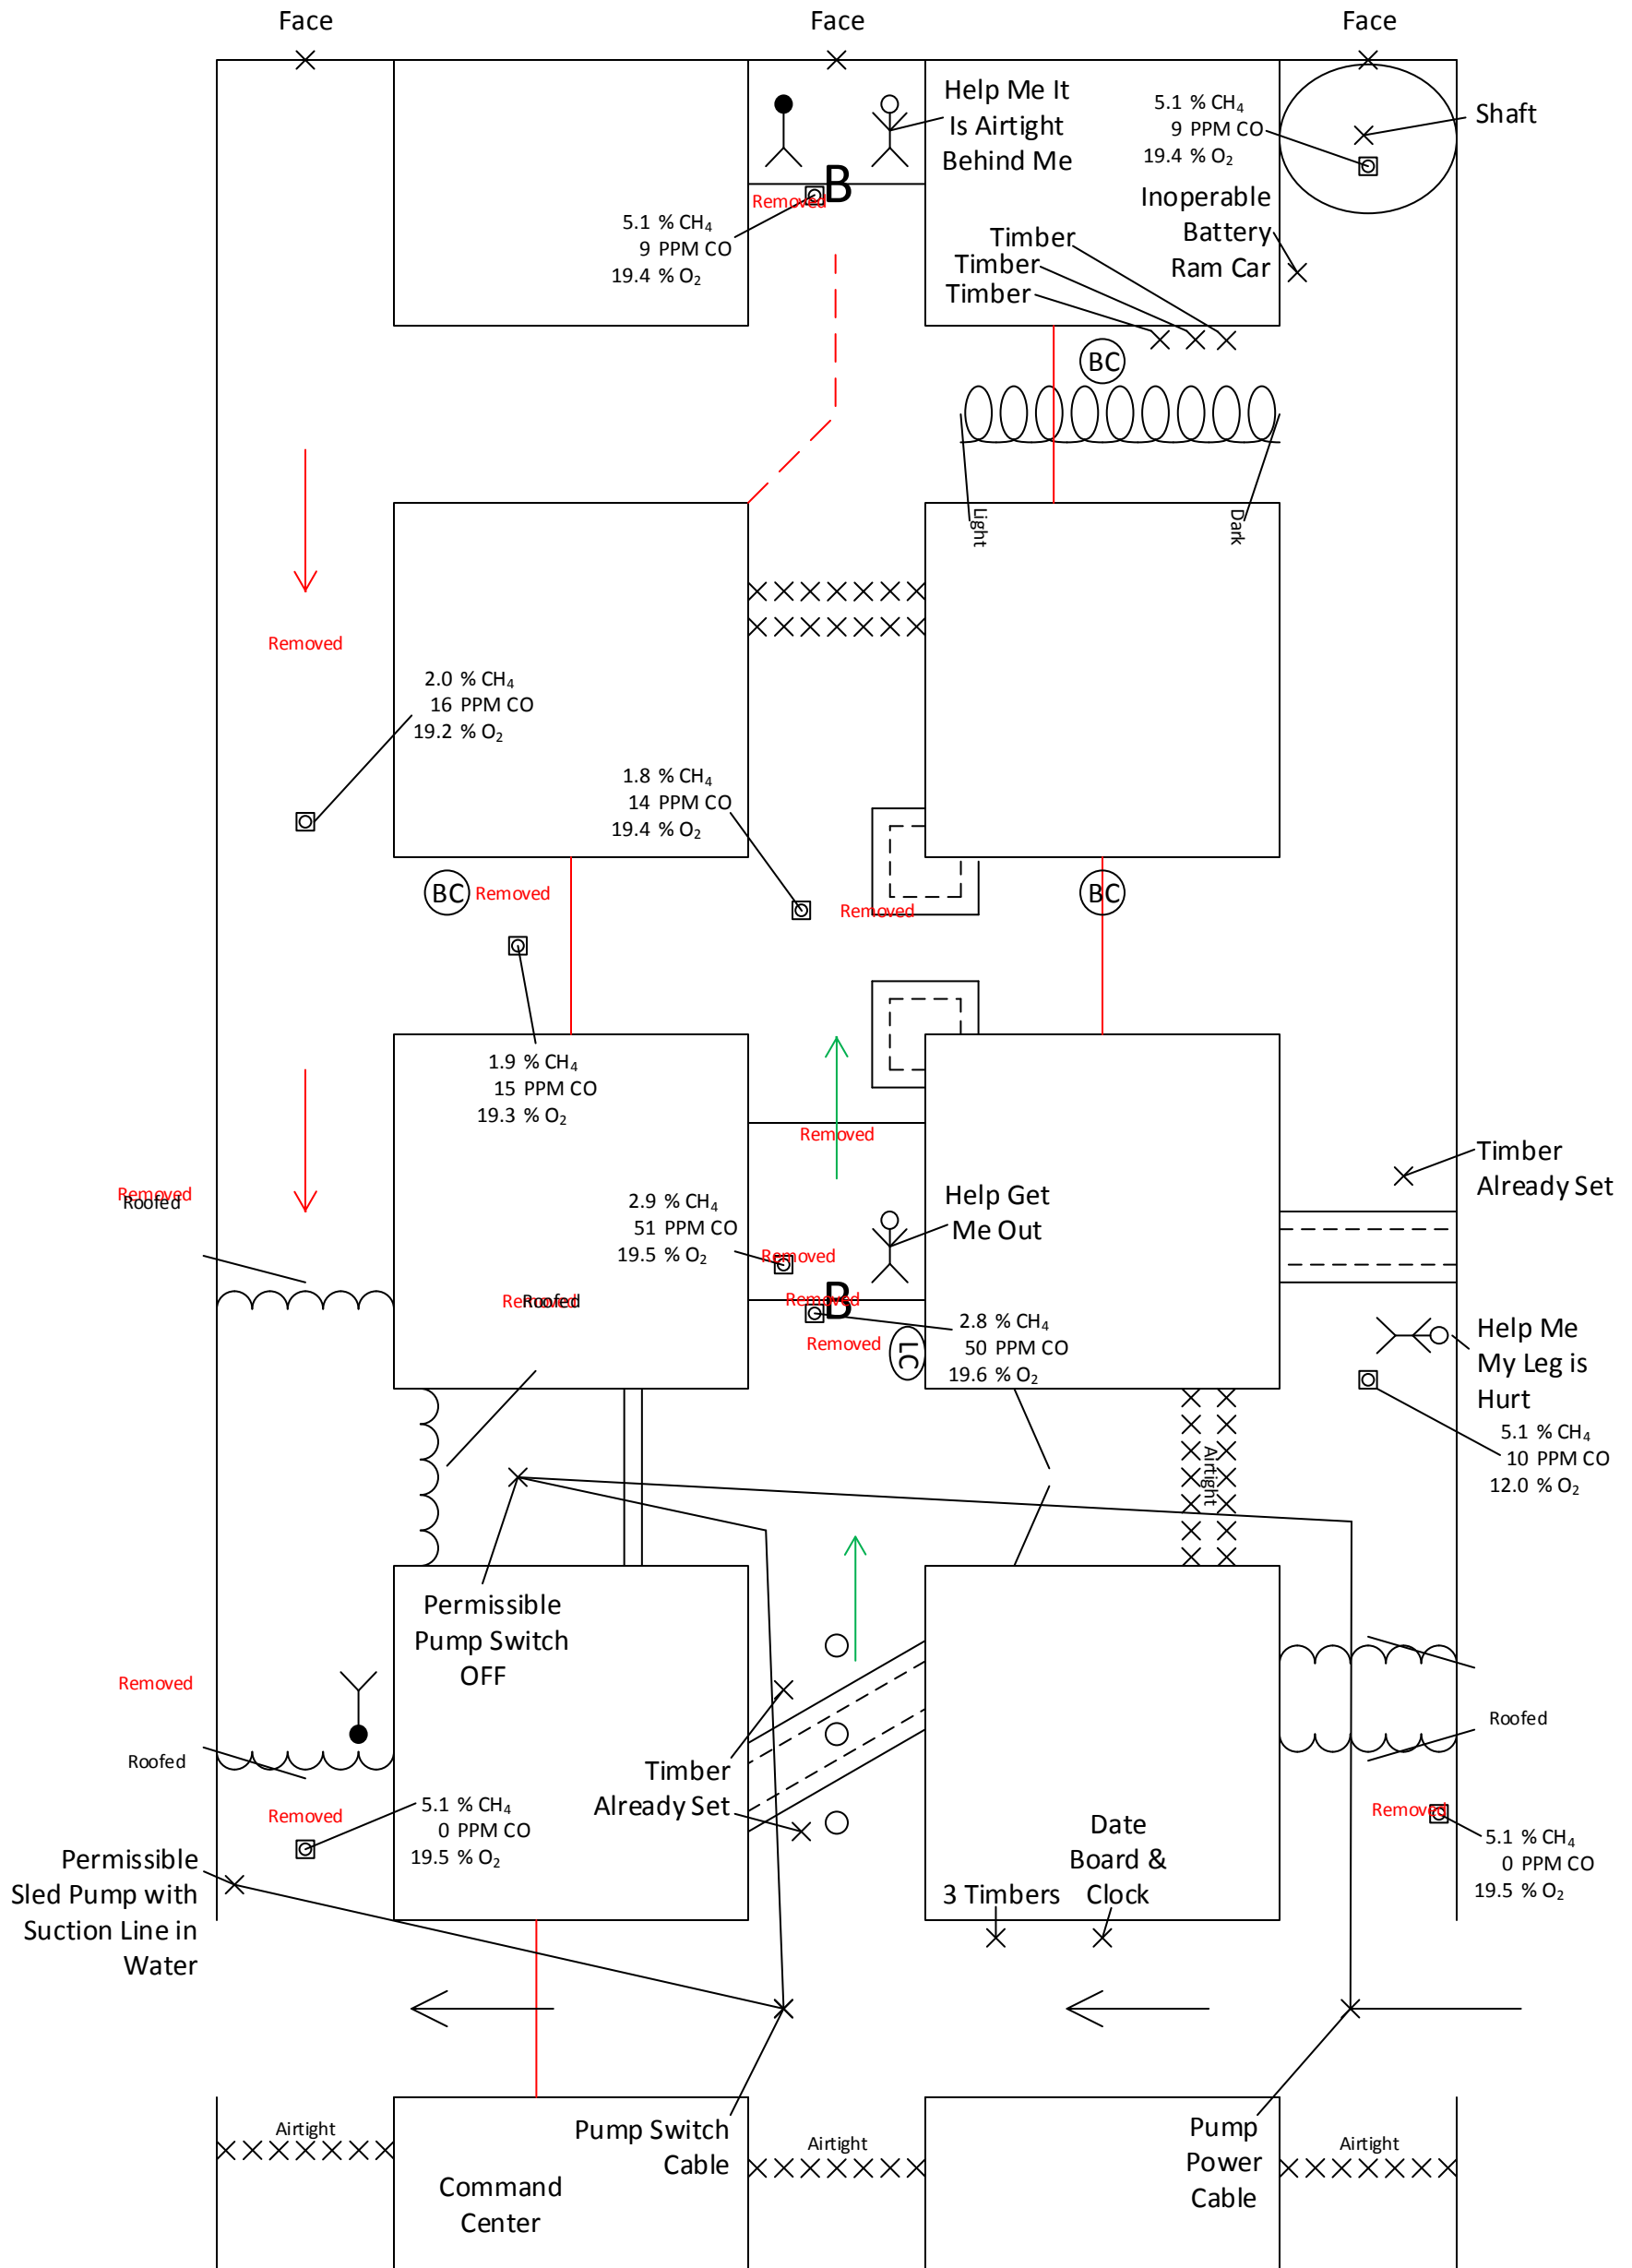 Face
Face
Face
Help Me It
Is Airtight
Behind Me
5.1 % CH₄
9 PPM CO
19.4 % O₂
Shaft
B
Removed
5.1 % CH₄
9 PPM CO
19.4 % O₂
Inoperable
Battery
Ram Car
Timber
Timber
Timber
BC
Light
Dark
Removed
2.0 % CH₄
16 PPM CO
19.2 % O₂
1.8 % CH₄
14 PPM CO
19.4 % O₂
BC
Removed
Removed
BC
1.9 % CH₄
15 PPM CO
19.3 % O₂
Removed
Timber
Already Set
Removed
Roofed
2.9 % CH₄
51 PPM CO
19.5 % O₂
Help Get
Me Out
Removed
Removed
Roofed
Removed
B
Removed
LC
2.8 % CH₄
50 PPM CO
19.6 % O₂
Help Me
My Leg is
Hurt
5.1 % CH₄
10 PPM CO
12.0 % O₂
Airtight
Permissible
Pump Switch
OFF
Removed
Roofed
Roofed
Timber
Already Set
Removed
5.1 % CH₄
0 PPM CO
19.5 % O₂
Removed
5.1 % CH₄
0 PPM CO
19.5 % O₂
Date
Board &
Clock
3 Timbers
Permissible
Sled Pump with
Suction Line in
Water
Airtight
Pump Switch
Cable
Airtight
Pump
Power
Cable
Airtight
Command
Center